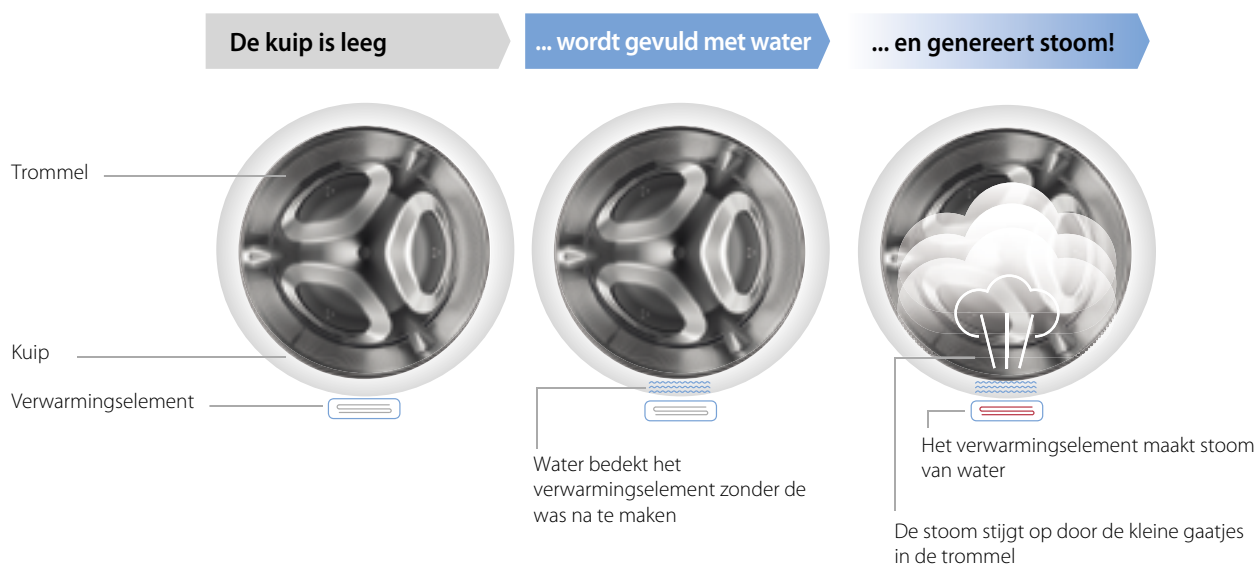 De kuip is leeg
... wordt gevuld met water
... en genereert stoom!
Trommel
Kuip
Verwarmingselement
Water bedekt het
verwarmingselement zonder de
was na te maken
Het verwarmingselement maakt stoom
van water
De stoom stijgt op door de kleine gaatjes
in de trommel